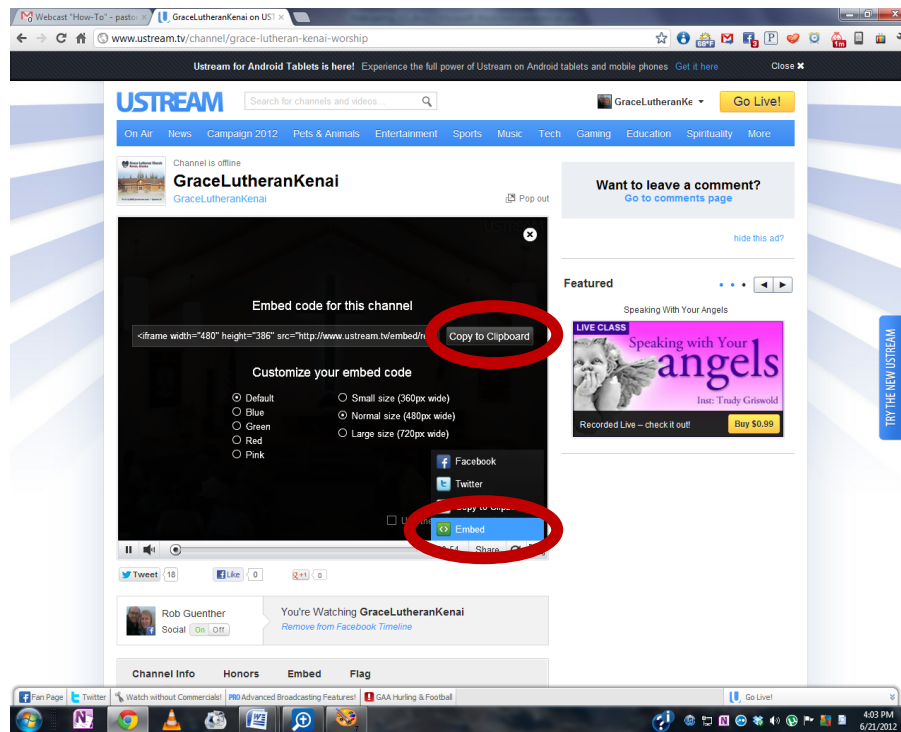 Webcast "How-To" - pasto
GraceLutheranKenai on UST
www.ustream.tv/channel/grace-lutheran-kenai-worship
68°F
3
1m
Ustream for Android Tablets is here! Experience the full power of Ustream on Android tablets and mobile phones Get it here
Close ✖
USTREAM
Search for channels and videos...
GraceLutheranKe
Go Live!
On Air News Campaign 2012 Pets & Animals Entertainment Sports Music Tech Gaming Education Spirituality More
Channel is offline
GraceLutheranKenai
GraceLutheranKenai
Pop out
Want to leave a comment?
Go to comments page
hide this ad?
Embed code for this channel
<iframe width="480" height="386" src="http://www.ustream.tv/embed/re
Copy to Clipboard
Customize your embed code
Default
Blue
Green
Red
Pink
Small size (360px wide)
Normal size (480px wide)
Large size (720px wide)
Facebook
Twitter
Copy to Clip
Embed
Share
Featured
Speaking With Your Angels
LIVE CLASS
Speaking with Your
angels
Inst: Trudy Griswold
Recorded Live – check it out!
Buy $0.99
TRY THE NEW USTREAM
Tweet 18
Like 0
+1 0
Rob Guenther
Social On Off
You're Watching GraceLutheranKenai
Remove from Facebook Timeline
Channel Info Honors Embed Flag
Fan Page Twitter Watch without Commercials! PRO Advanced Broadcasting Features! GAA Hurling & Football
Go Live!
4:03 PM
6/21/2012